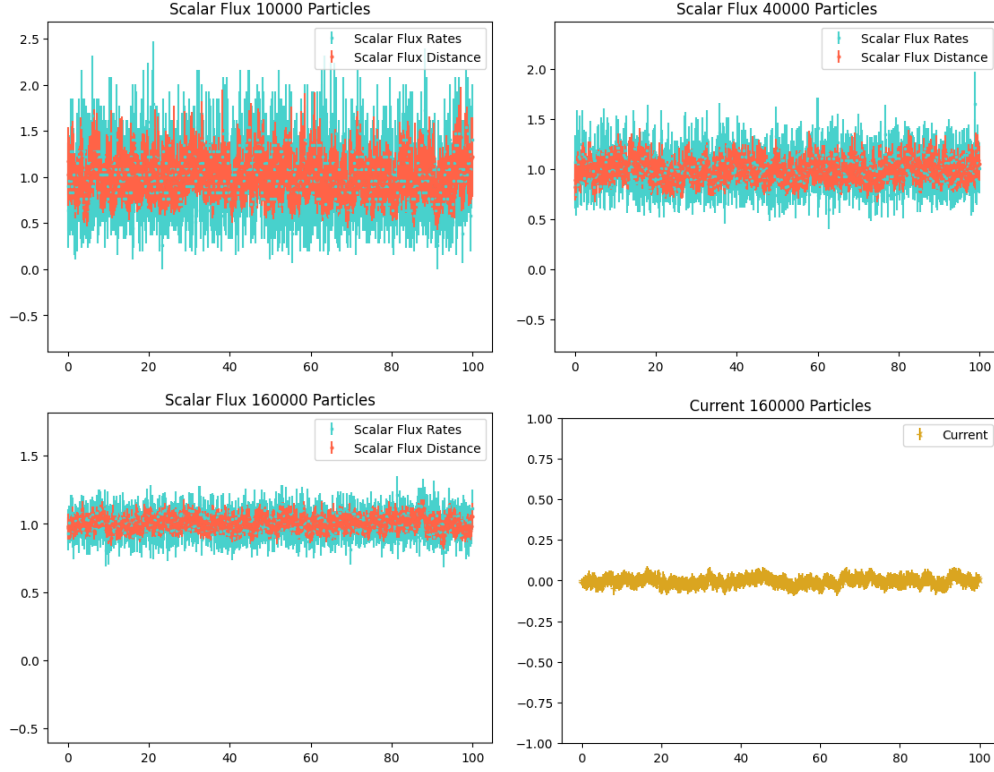 Scalar Flux 10000 Particles
Scalar Flux Rates
Scalar Flux Distance
2.5
2.0
1.5
1.0
0.5
0.0
−0.5
0 20 40 60 80 100
Scalar Flux 40000 Particles
Scalar Flux Rates
Scalar Flux Distance
2.0
1.5
1.0
0.5
0.0
−0.5
0 20 40 60 80 100
Scalar Flux 160000 Particles
Scalar Flux Rates
Scalar Flux Distance
1.5
1.0
0.5
0.0
−0.5
0 20 40 60 80 100
Current 160000 Particles
Current
1.00
0.75
0.50
0.25
0.00
−0.25
−0.50
−0.75
−1.00
0 20 40 60 80 100